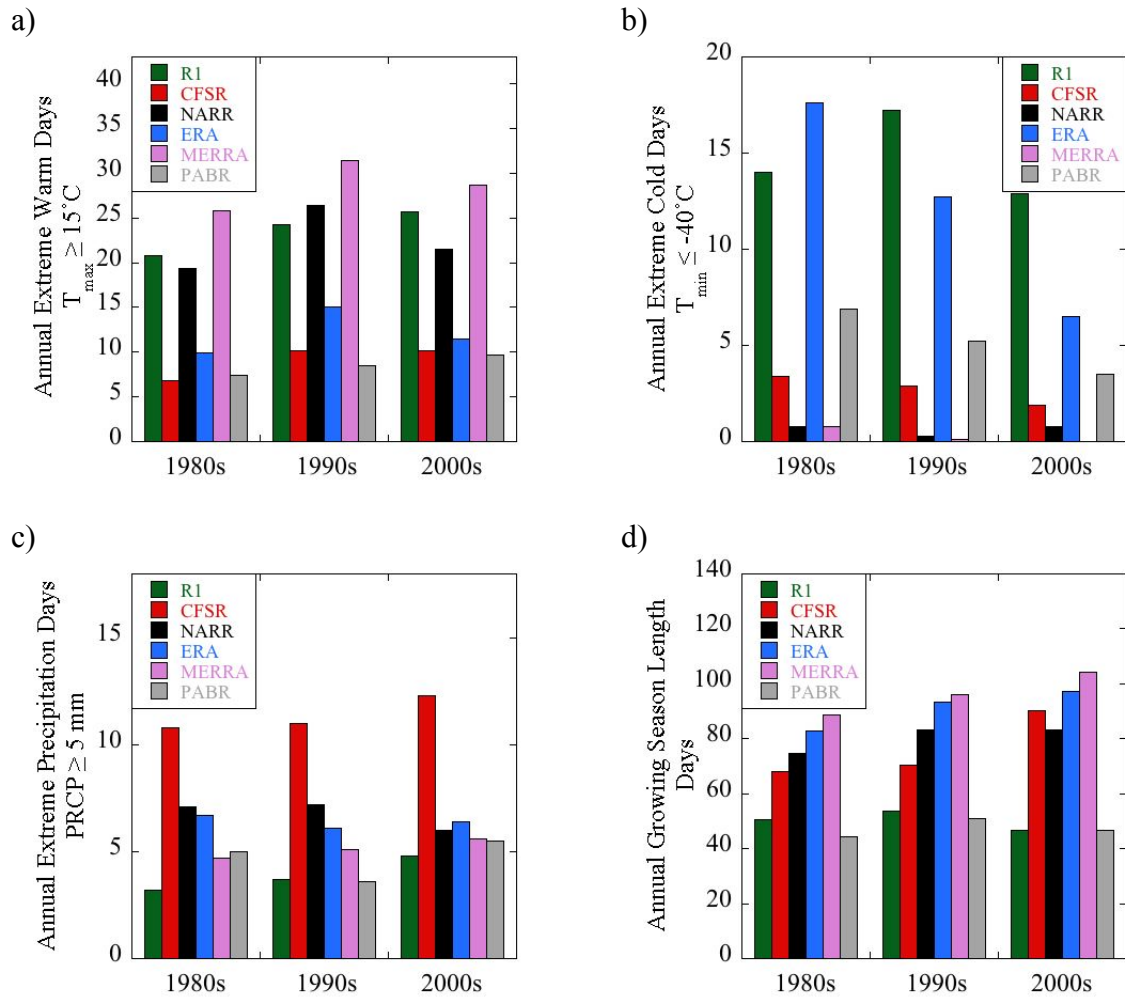 a)
Annual Extreme Warm Days
Tmax ≥ 15˚C
40
35
30
25
20
15
10
5
0
R1
CFSR
NARR
ERA
MERRA
PABR
1980s
1990s
2000s
b)
Annual Extreme Cold Days
Tmin ≤ -40˚C
20
15
10
5
0
R1
CFSR
NARR
ERA
MERRA
PABR
1980s
1990s
2000s
c)
Annual Extreme Precipitation Days
PRCP ≥ 5 mm
15
10
5
0
R1
CFSR
NARR
ERA
MERRA
PABR
1980s
1990s
2000s
d)
Annual Growing Season Length
Days
140
120
100
80
60
40
20
0
R1
CFSR
NARR
ERA
MERRA
PABR
1980s
1990s
2000s